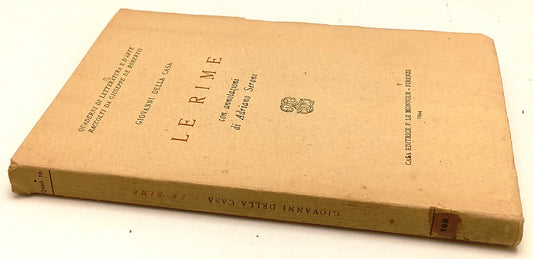 QUADERNI DI LETTERATURA E D'ARTE
RACCOLTI DA GIUSEPPE DE ROBERTIS
GIOVANNI DELLA CASA
LE RIME
con annotazioni
di Adriano Seroni
CASA EDITRICE F. LE MONNIER - FIRENZE
1944
GIOVANNI DELLA CASA - LE RIME
100